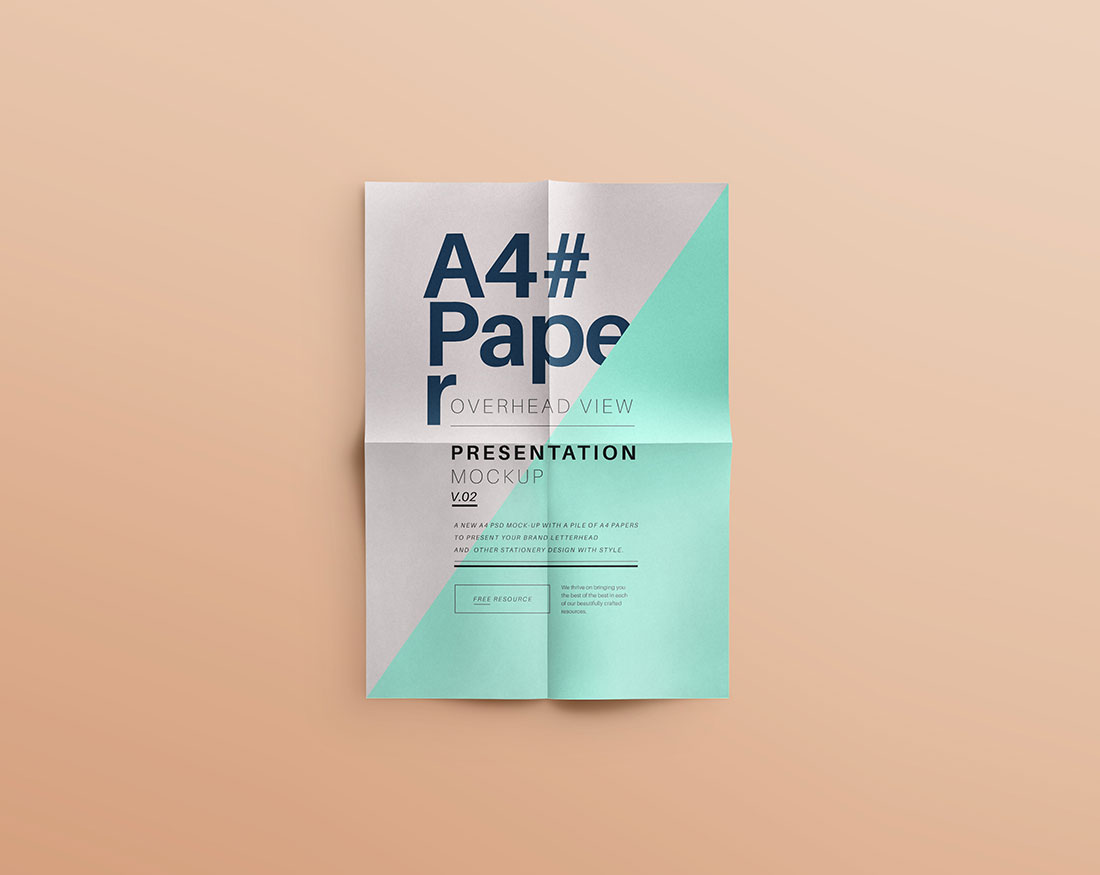 A4#
Pape
r
OVERHEAD VIEW
PRESENTATION
MOCKUP
V.02
A NEW A4 PSD MOCK-UP WITH A PILE OF A4 PAPERS
TO PRESENT YOUR BRAND LETTERHEAD
AND OTHER STATIONERY DESIGN WITH STYLE.
FREE RESOURCE
We thrive on bringing you
the best of the best in each
of our beautifully crafted
resources.